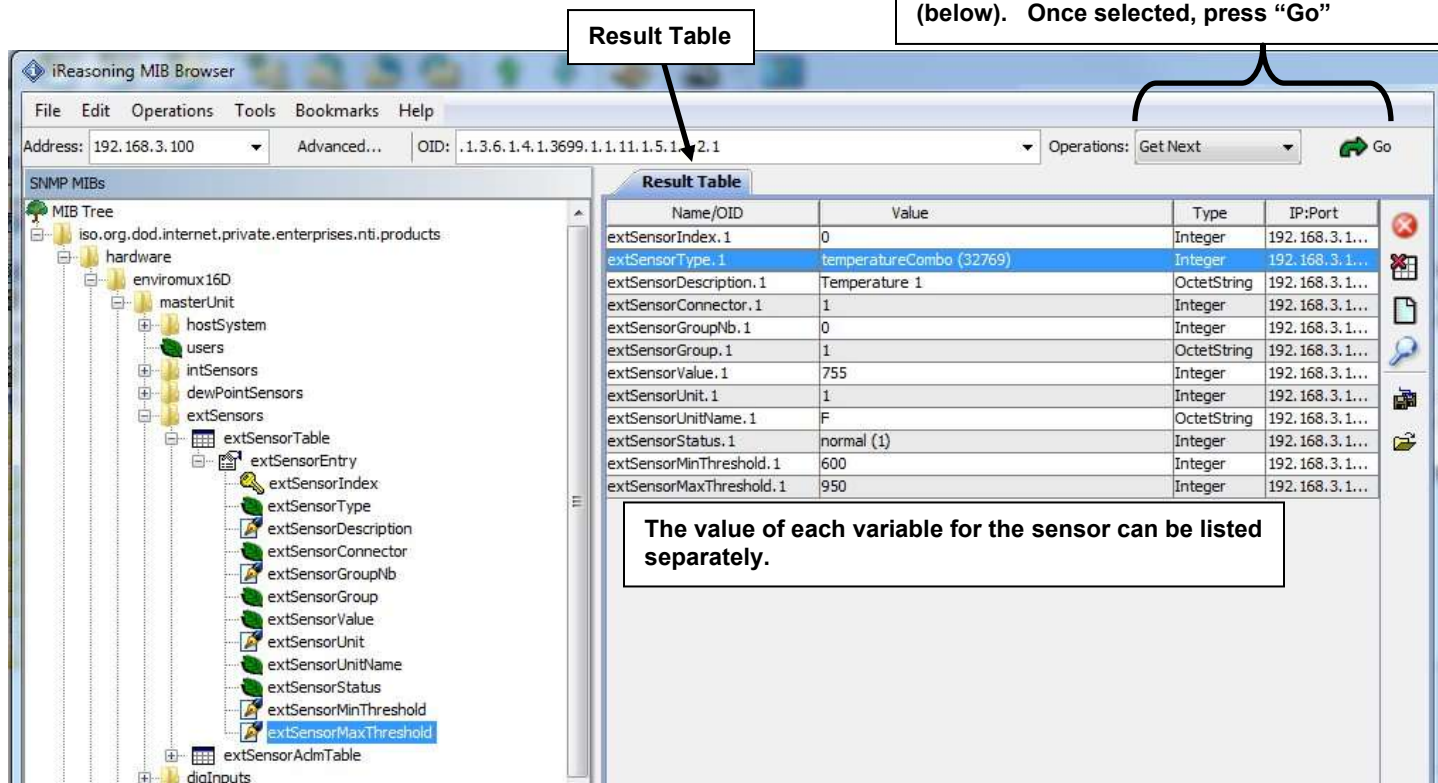 (below). Once selected, press “Go”
Result Table
iReasoning MIB Browser
File Edit Operations Tools Bookmarks Help
Address: 192.168.3.100 Advanced... OID: .1.3.6.1.4.1.3699.1.1.11.1.5.1. 2.1 Operations: Get Next Go
SNMP MIBs
MIB Tree
iso.org.dod.internet.private.enterprises.nti.products
hardware
enviromux16D
masterUnit
hostSystem
users
intSensors
dewPointSensors
extSensors
extSensorTable
extSensorEntry
extSensorIndex
extSensorType
extSensorDescription
extSensorConnector
extSensorGroupNb
extSensorGroup
extSensorValue
extSensorUnit
extSensorUnitName
extSensorStatus
extSensorMinThreshold
extSensorMaxThreshold
extSensorAclmTable
digInputs
Result Table
Name/OID Value Type IP:Port
extSensorIndex.1 0 Integer 192.168.3.1...
extSensorType.1 temperatureCombo (32769) Integer 192.168.3.1...
extSensorDescription.1 Temperature 1 OctetString 192.168.3.1...
extSensorConnector.1 1 Integer 192.168.3.1...
extSensorGroupNb.1 0 Integer 192.168.3.1...
extSensorGroup.1 1 OctetString 192.168.3.1...
extSensorValue.1 755 Integer 192.168.3.1...
extSensorUnit.1 1 Integer 192.168.3.1...
extSensorUnitName.1 F OctetString 192.168.3.1...
extSensorStatus.1 normal (1) Integer 192.168.3.1...
extSensorMinThreshold.1 600 Integer 192.168.3.1...
extSensorMaxThreshold.1 950 Integer 192.168.3.1...
The value of each variable for the sensor can be listed
separately.